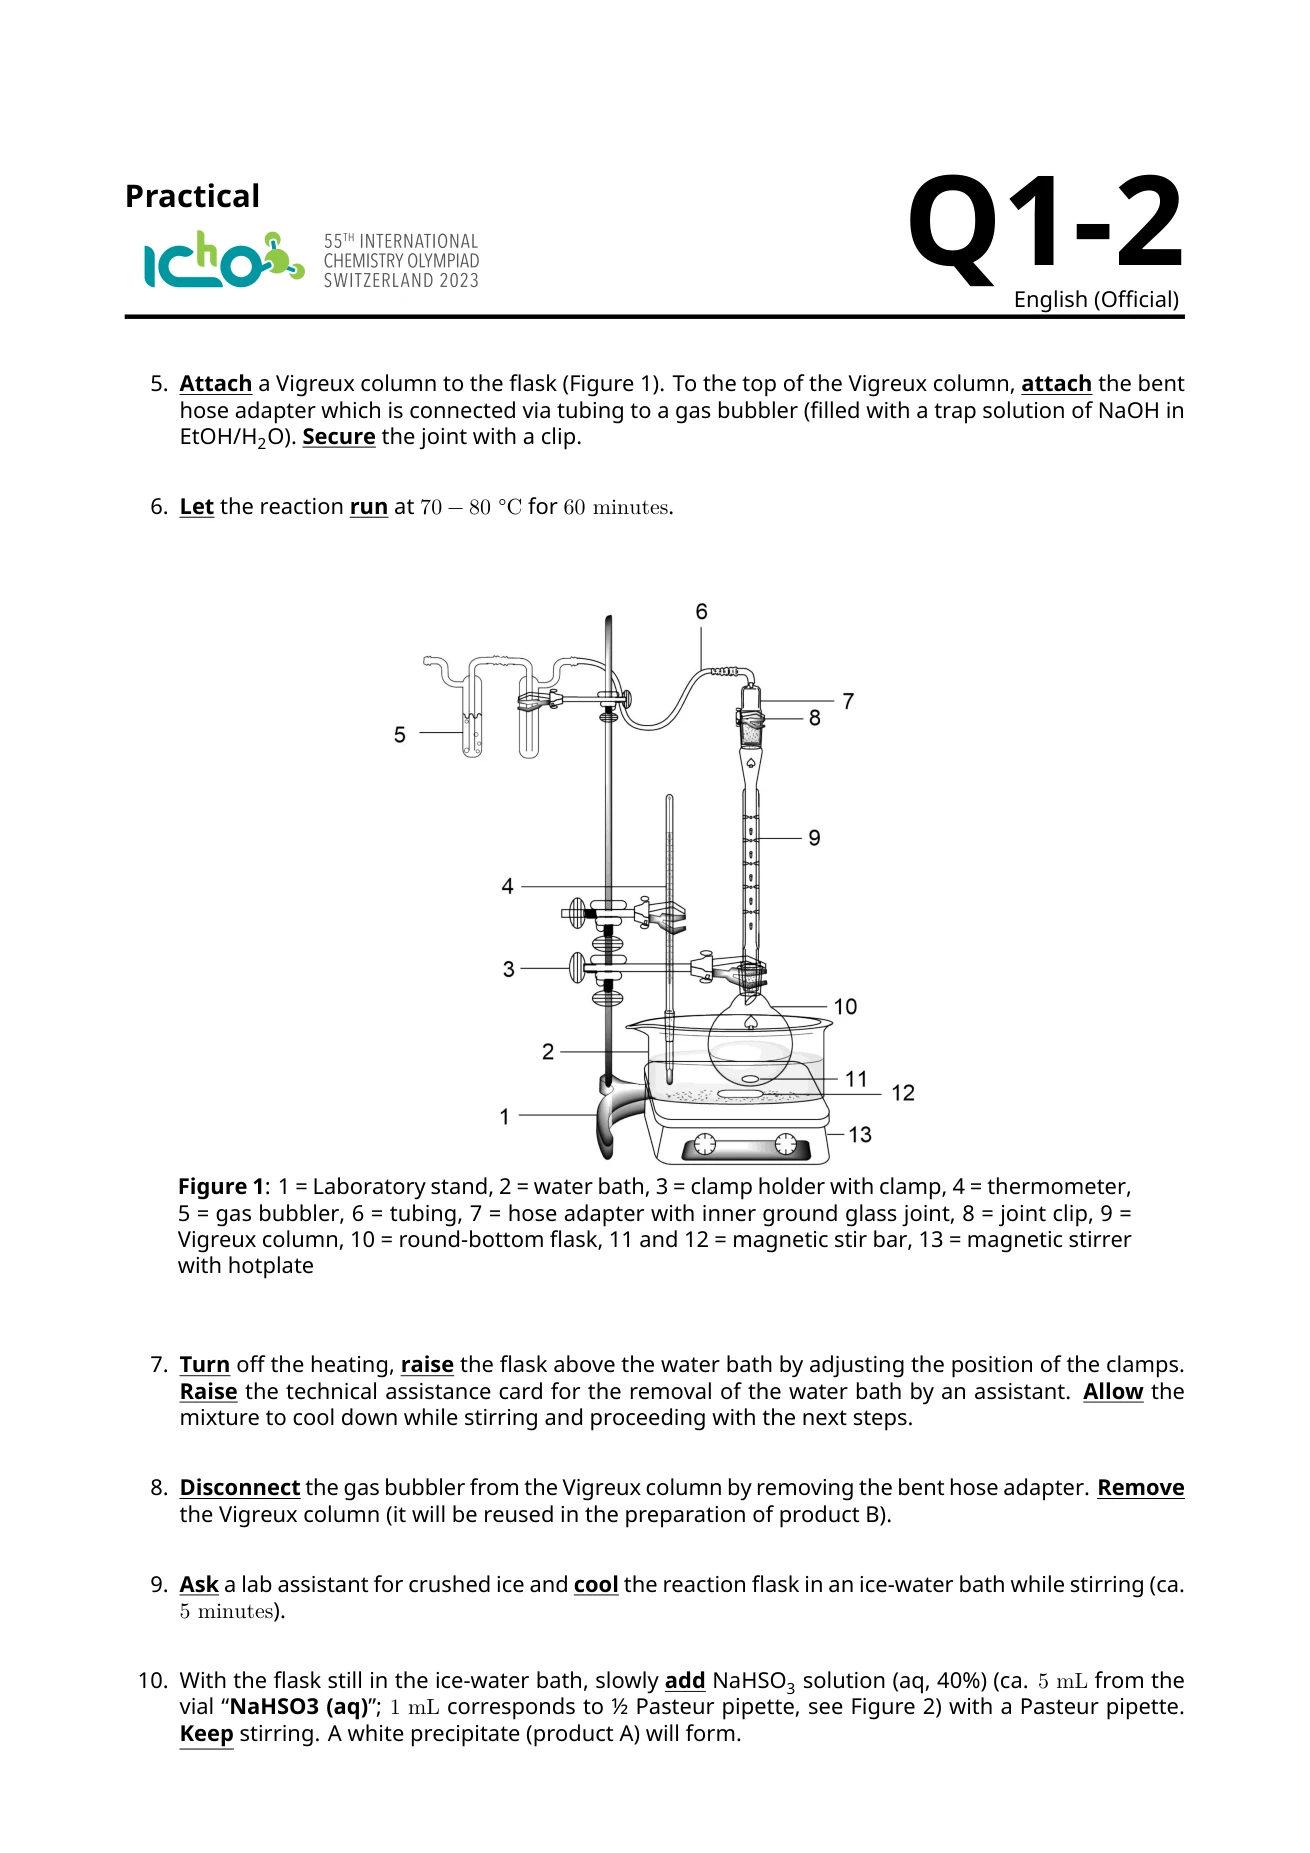 Practical
Q1-2
IChO
55TH INTERNATIONAL
CHEMISTRY OLYMPIAD
SWITZERLAND 2023
English (Official)
5. Attach a Vigreux column to the flask (Figure 1). To the top of the Vigreux column, attach the bent
hose adapter which is connected via tubing to a gas bubbler (filled with a trap solution of NaOH in
EtOH/H2O). Secure the joint with a clip.
6. Let the reaction run at 70 – 80 °C for 60 minutes.
6
7
8
5
9
4
3
10
2
11
12
1
13
Figure 1: 1 = Laboratory stand, 2 = water bath, 3 = clamp holder with clamp, 4 = thermometer,
5 = gas bubbler, 6 = tubing, 7 = hose adapter with inner ground glass joint, 8 = joint clip, 9 =
Vigreux column, 10 = round-bottom flask, 11 and 12 = magnetic stir bar, 13 = magnetic stirrer
with hotplate
7. Turn off the heating, raise the flask above the water bath by adjusting the position of the clamps.
Raise the technical assistance card for the removal of the water bath by an assistant. Allow the
mixture to cool down while stirring and proceeding with the next steps.
8. Disconnect the gas bubbler from the Vigreux column by removing the bent hose adapter. Remove
the Vigreux column (it will be reused in the preparation of product B).
9. Ask a lab assistant for crushed ice and cool the reaction flask in an ice-water bath while stirring (ca.
5 minutes).
10. With the flask still in the ice-water bath, slowly add NaHSO3 solution (aq, 40%) (ca. 5 mL from the
vial “NaHSO3 (aq)”; 1 mL corresponds to ½ Pasteur pipette, see Figure 2) with a Pasteur pipette.
Keep stirring. A white precipitate (product A) will form.